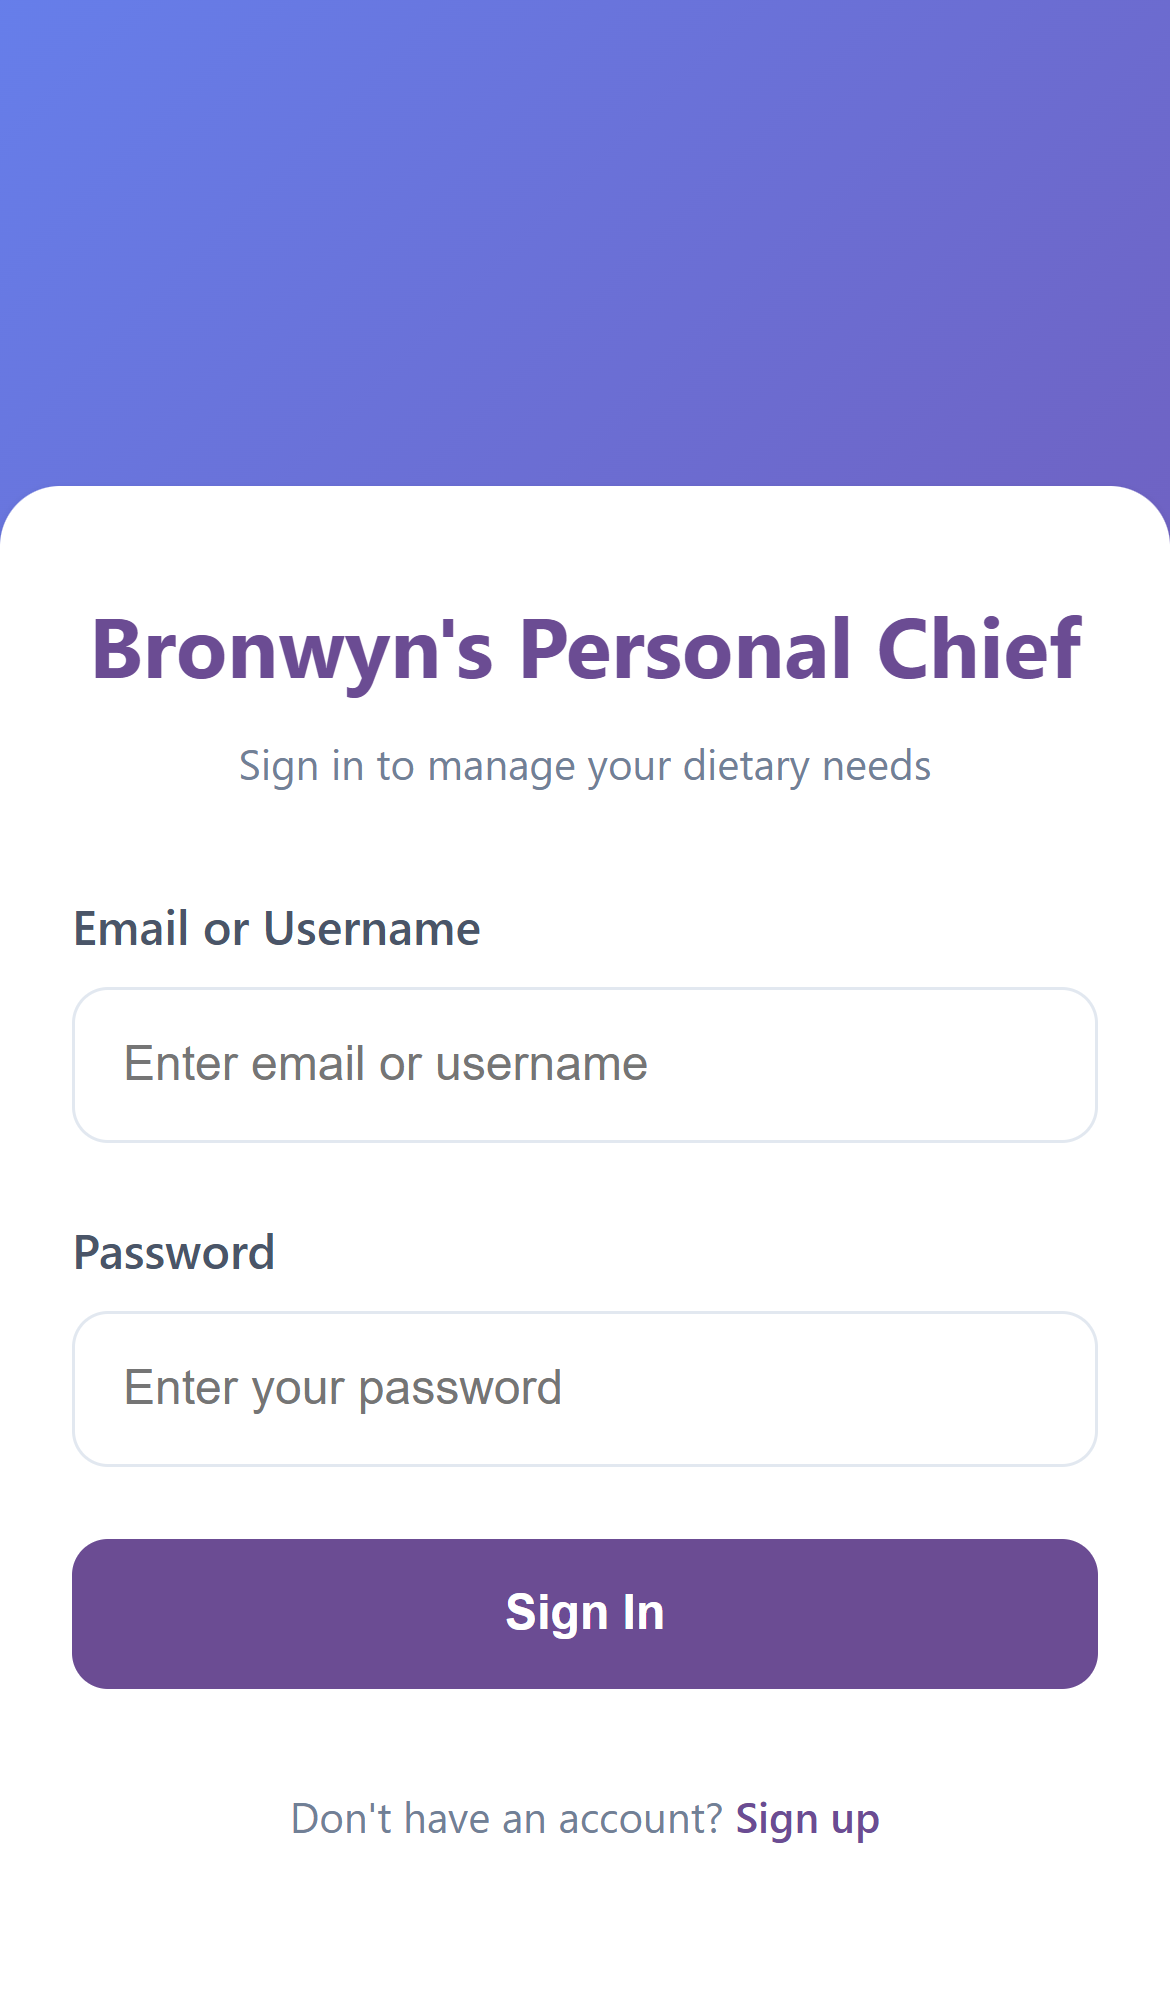 Bronwyn's Personal Chief
Sign in to manage your dietary needs
Email or Username
Enter email or username
Password
Enter your password
Sign In
Don't have an account? Sign up